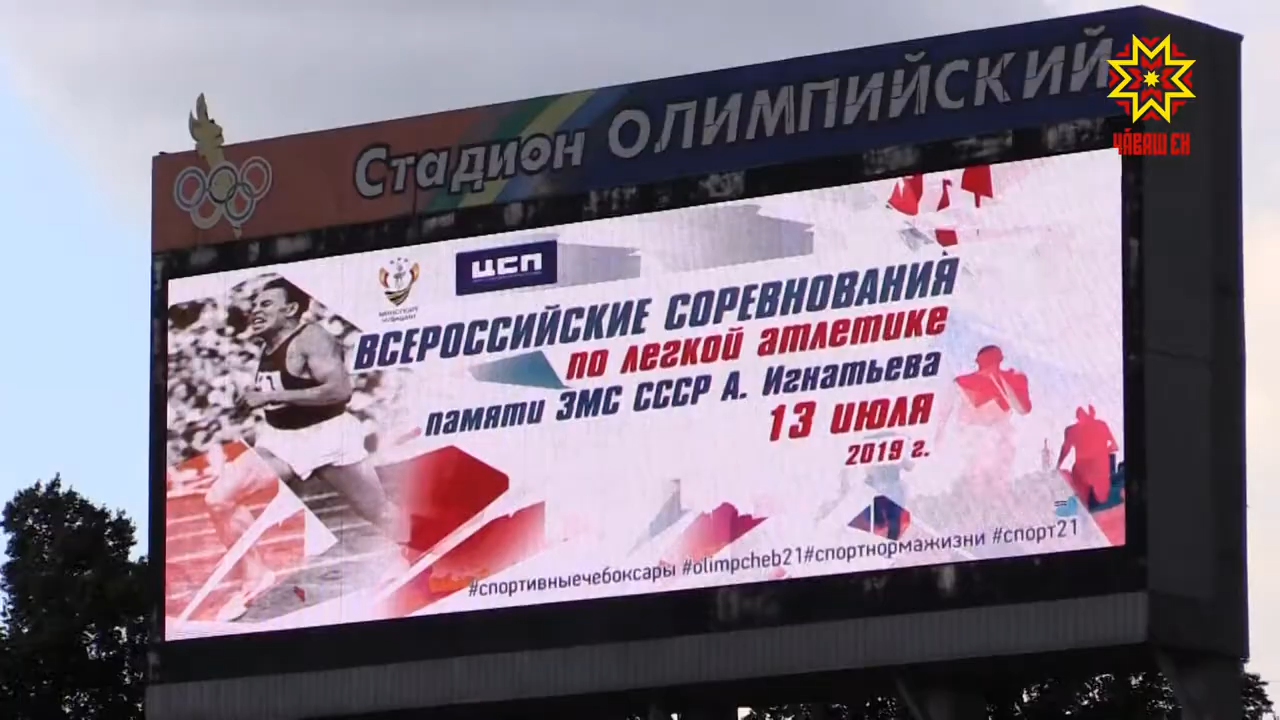 Стадион ОЛИМПИЙСКИЙ
ЧӐВАШ ЕН
ЦСП
ВСЕРОССИЙСКИЕ СОРЕВНОВАНИЯ
ПО ЛЕГКОЙ АТЛЕТИКЕ
ПАМЯТИ ЗМС СССР А. Игнатьева
13 ИЮЛЯ
2019 г.
#спортивныечебоксары #olimpcheb21#спортнормажизни #спорт21